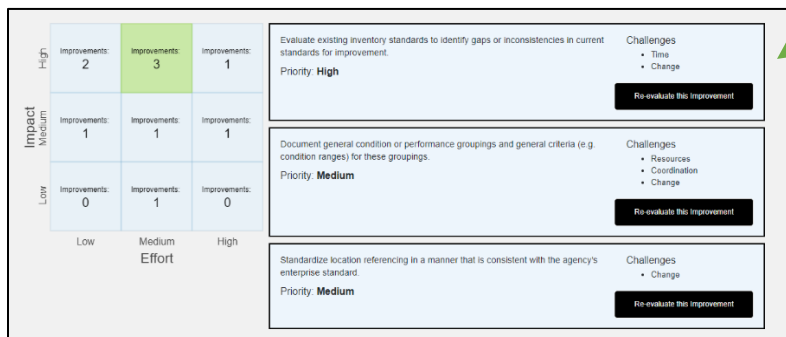 Impact
High
Improvements:
2
Improvements:
3
Improvements:
1
Medium
Improvements:
1
Improvements:
1
Improvements:
1
Low
Improvements:
0
Improvements:
1
Improvements:
0
Low
Medium
High
Effort
Evaluate existing inventory standards to identify gaps or inconsistencies in current
standards for improvement.
Priority: High
Challenges
• Time
• Change
Re-evaluate this Improvement
Document general condition or performance groupings and general criteria (e.g.
condition ranges) for these groupings.
Priority: Medium
Challenges
• Resources
• Coordination
• Change
Re-evaluate this Improvement
Standardize location referencing in a manner that is consistent with the agency's
enterprise standard.
Priority: Medium
Challenges
• Change
Re-evaluate this Improvement